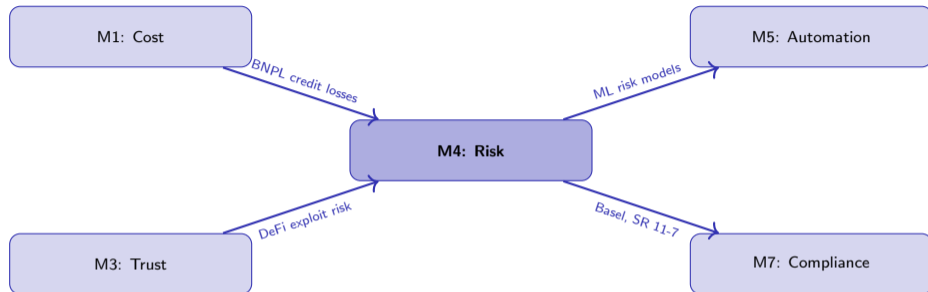 M1: Cost
M5: Automation
BNPL credit losses
ML risk models
M4: Risk
DeFi exploit risk
Basel, SR 11-7
M3: Trust
M7: Compliance